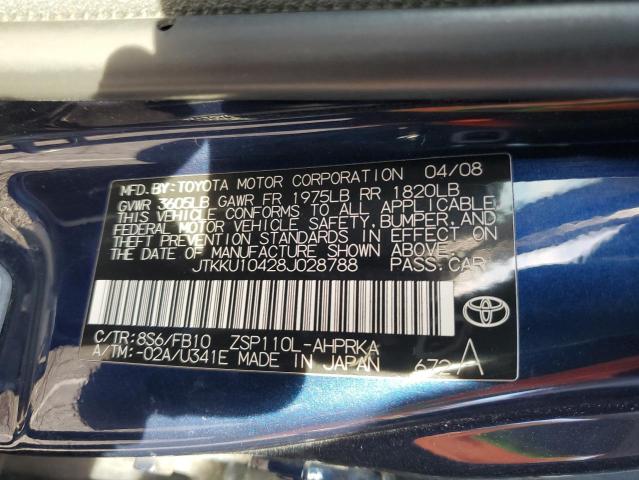 MFD.BY:TOYOTA MOTOR CORPORATION 04/08
GVWR 3605LB GAWR FR 1975LB RR 1820LB
THIS VEHICLE CONFORMS TO ALL APPLICABLE
FEDERAL MOTOR VEHICLE SAFETY, BUMPER, AND
THEFT PREVENTION STANDARDS IN EFFECT ON
THE DATE OF MANUFACTURE SHOWN ABOVE.
JTKKU10428J028788 PASS.CAR
C/TR:8S6/FB10 ZSP110L-AHPRKA
A/TM:-02A/U341E MADE IN JAPAN 672A